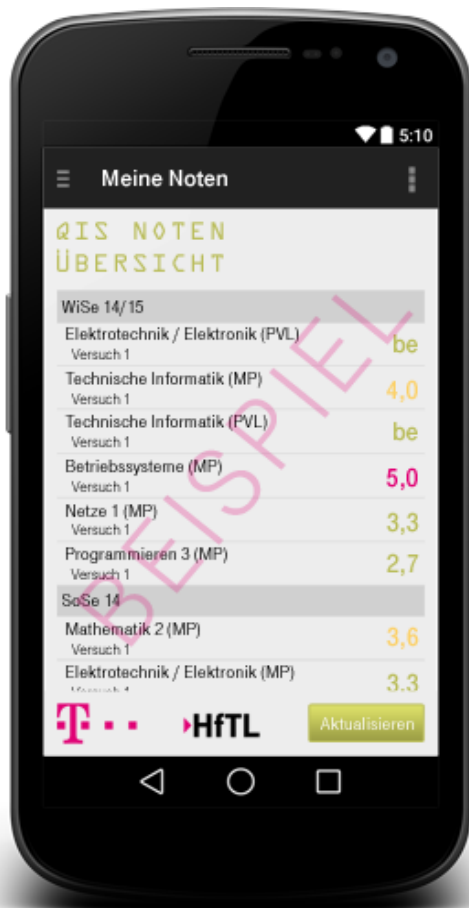 5:10
Meine Noten
QIS NOTEN
ÜBERSICHT
WiSe 14/15
Elektrotechnik / Elektronik (PVL)
be
Versuch 1
Technische Informatik (MP)
4,0
Versuch 1
Technische Informatik (PVL)
be
Versuch 1
Betriebssysteme (MP)
5,0
Versuch 1
Netze 1 (MP)
3,3
Versuch 1
Programmieren 3 (MP)
2,7
Versuch 1
SoSe 14
Mathematik 2 (MP)
3,6
Versuch 1
Elektrotechnik / Elektronik (MP)
3,3
BEISPIEL
T
HfTL
Aktualisieren